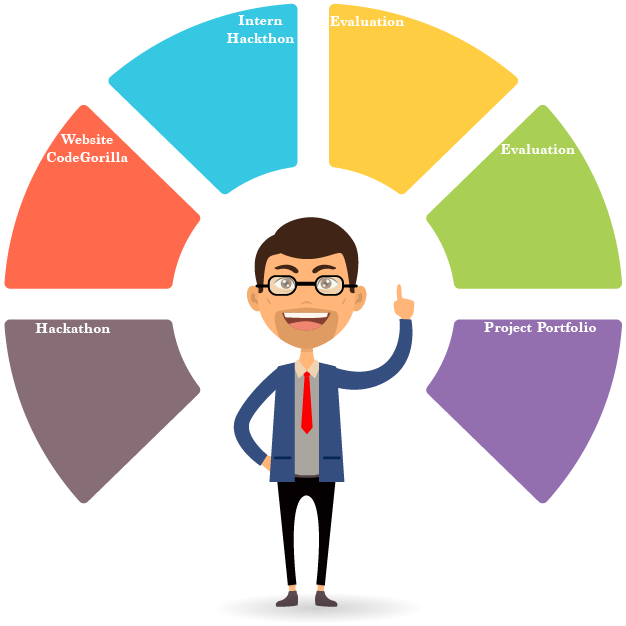 Intern
Hackthon
Evaluation
Website
CodeGorilla
Evaluation
Hackathon
Project Portfolio